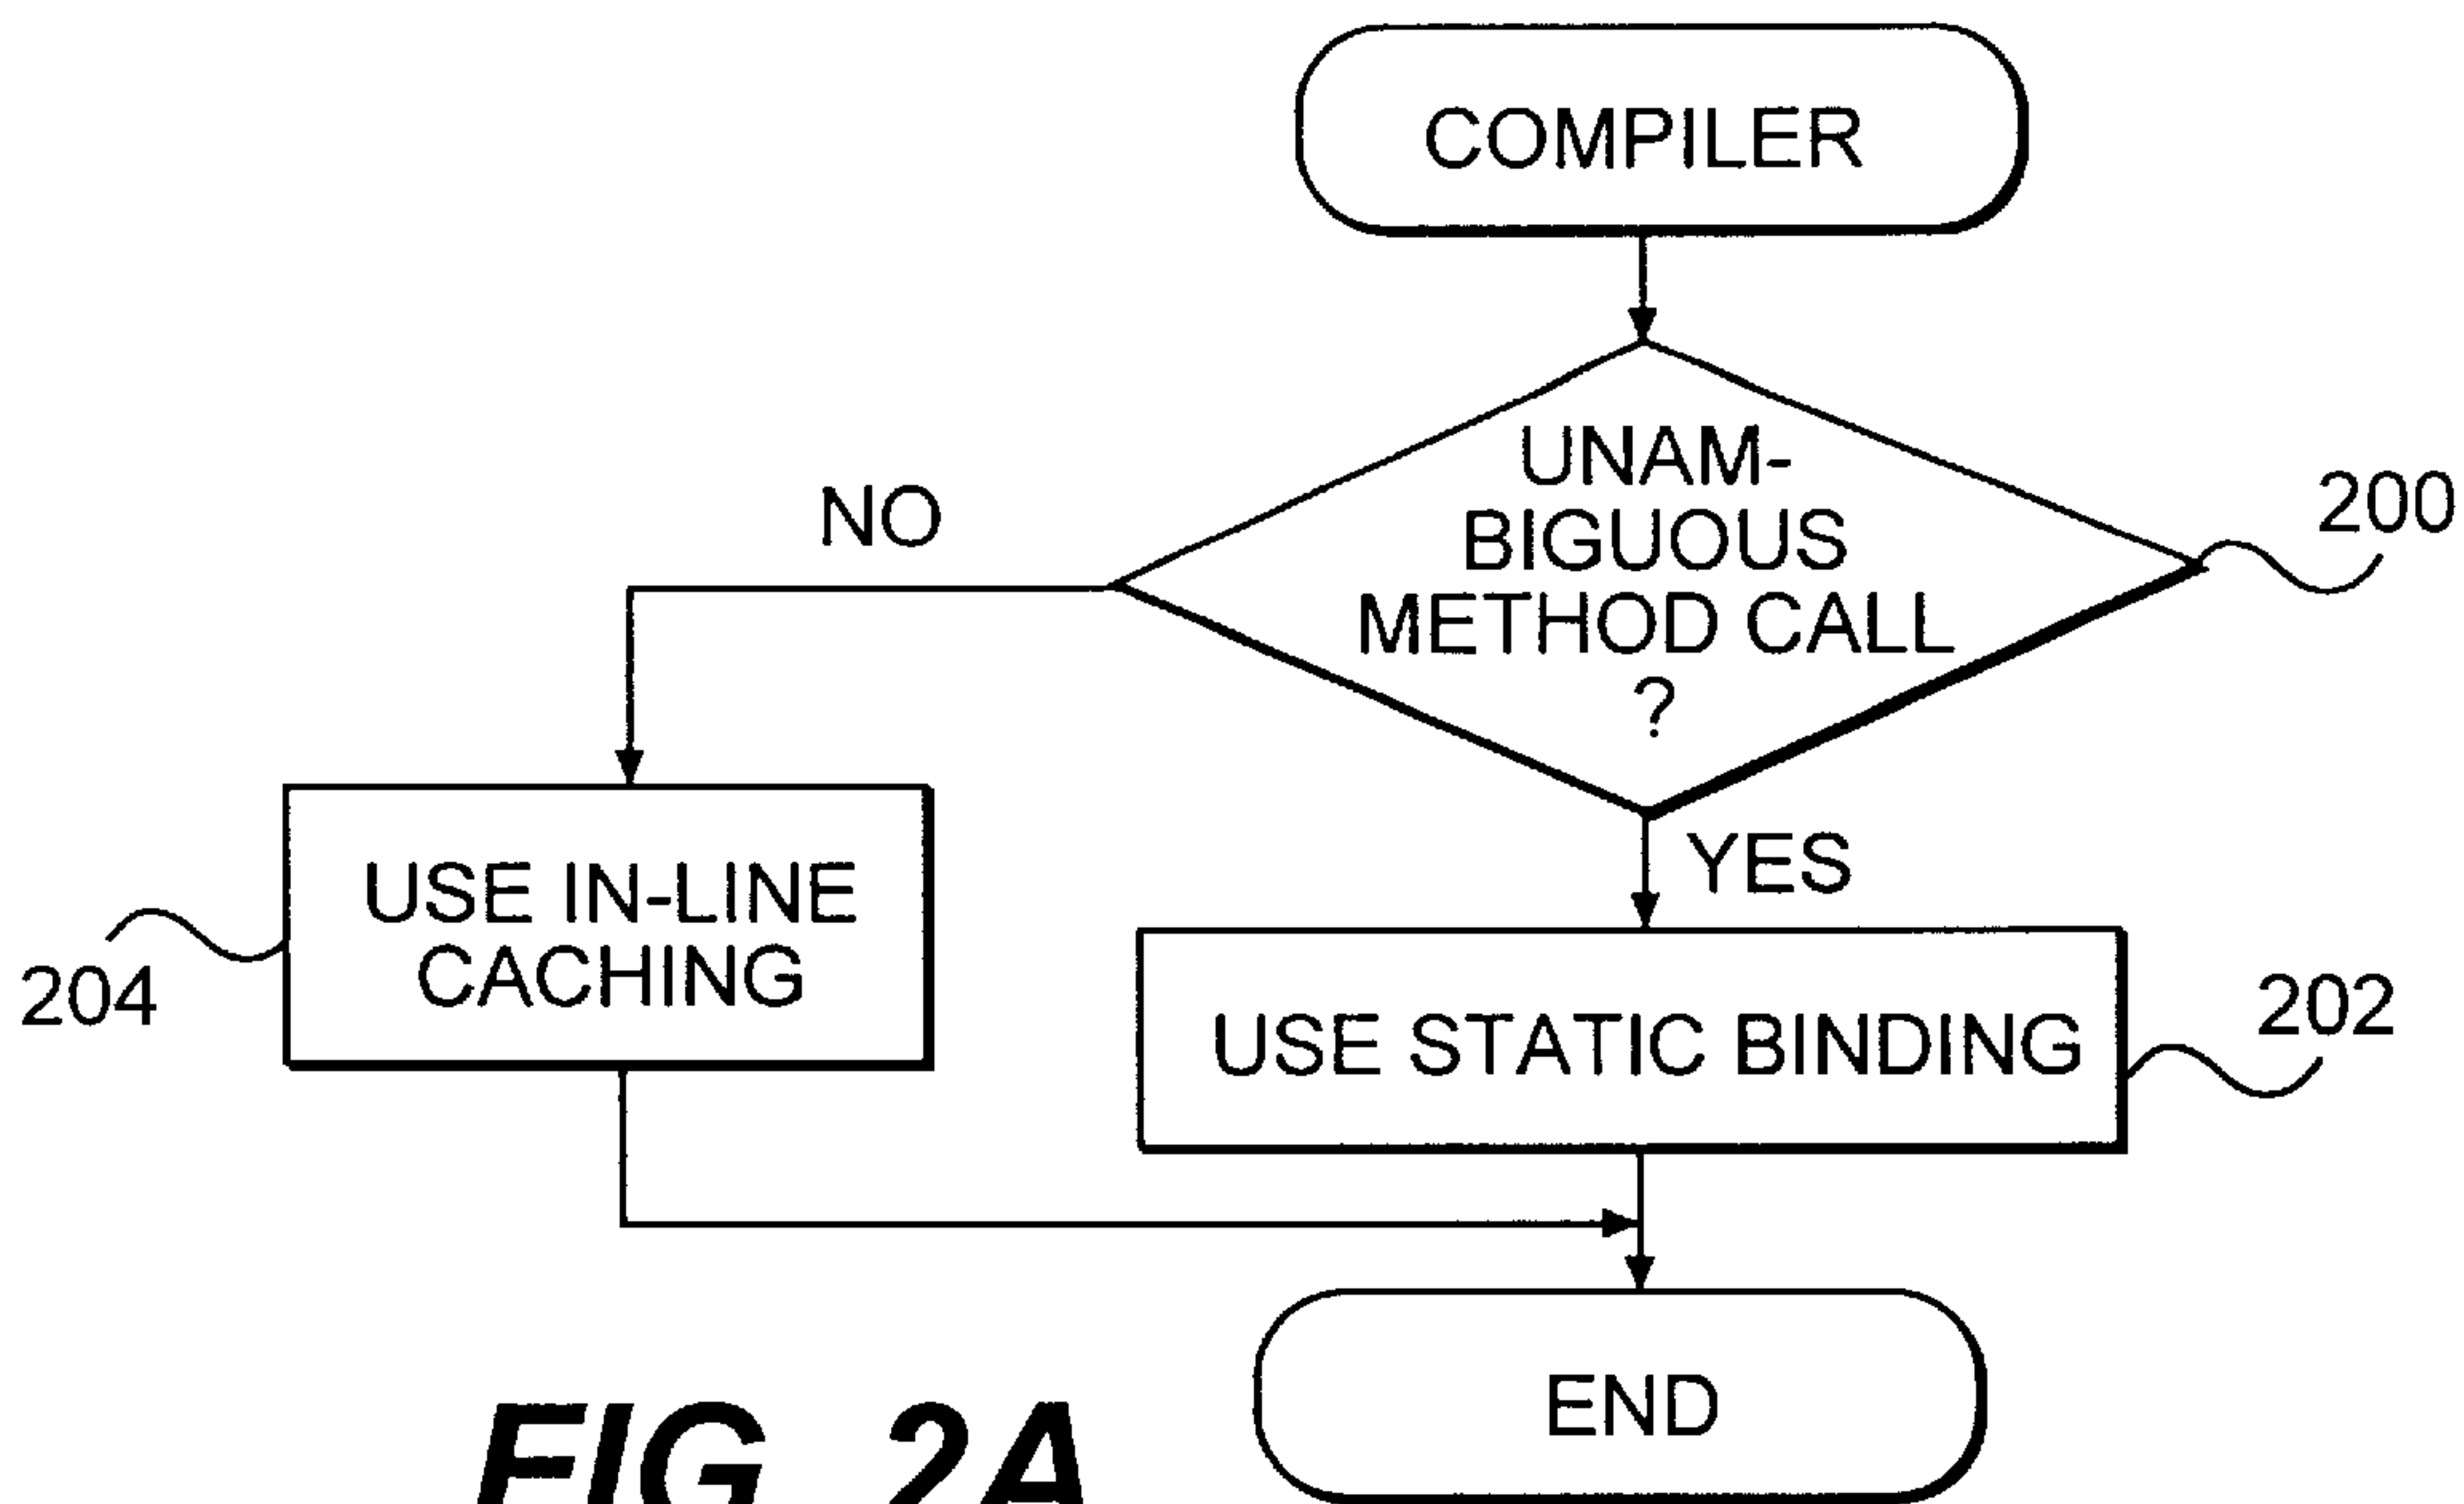 COMPILER
UNAM-
BIGUOUS
METHOD CALL
?
200
NO
YES
USE IN-LINE
CACHING
204
USE STATIC BINDING
202
END
FIG. 2A